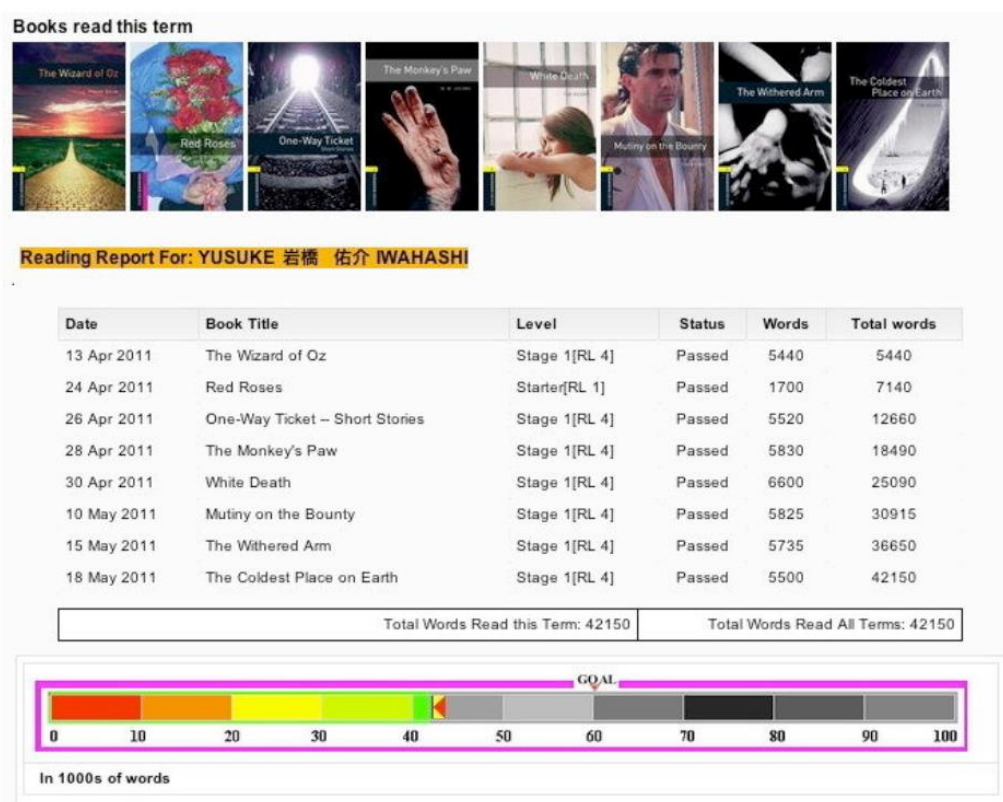 Books read this term
The Wizard of Oz
Red Roses
One-Way Ticket
Short Stories
The Monkey's Paw
White Death
Mutiny on the Bounty
The Withered Arm
The Coldest
Place on Earth
Reading Report For: YUSUKE 岩橋 佑介 IWAHASHI
Date Book Title Level Status Words Total words
13 Apr 2011 The Wizard of Oz Stage 1[RL 4] Passed 5440 5440
24 Apr 2011 Red Roses Starter[RL 1] Passed 1700 7140
26 Apr 2011 One-Way Ticket -- Short Stories Stage 1[RL 4] Passed 5520 12660
28 Apr 2011 The Monkey's Paw Stage 1[RL 4] Passed 5830 18490
30 Apr 2011 White Death Stage 1[RL 4] Passed 6600 25090
10 May 2011 Mutiny on the Bounty Stage 1[RL 4] Passed 5825 30915
15 May 2011 The Withered Arm Stage 1[RL 4] Passed 5735 36650
18 May 2011 The Coldest Place on Earth Stage 1[RL 4] Passed 5500 42150
Total Words Read this Term: 42150 Total Words Read All Terms: 42150
GOAL
0 10 20 30 40 50 60 70 80 90 100
In 1000s of words